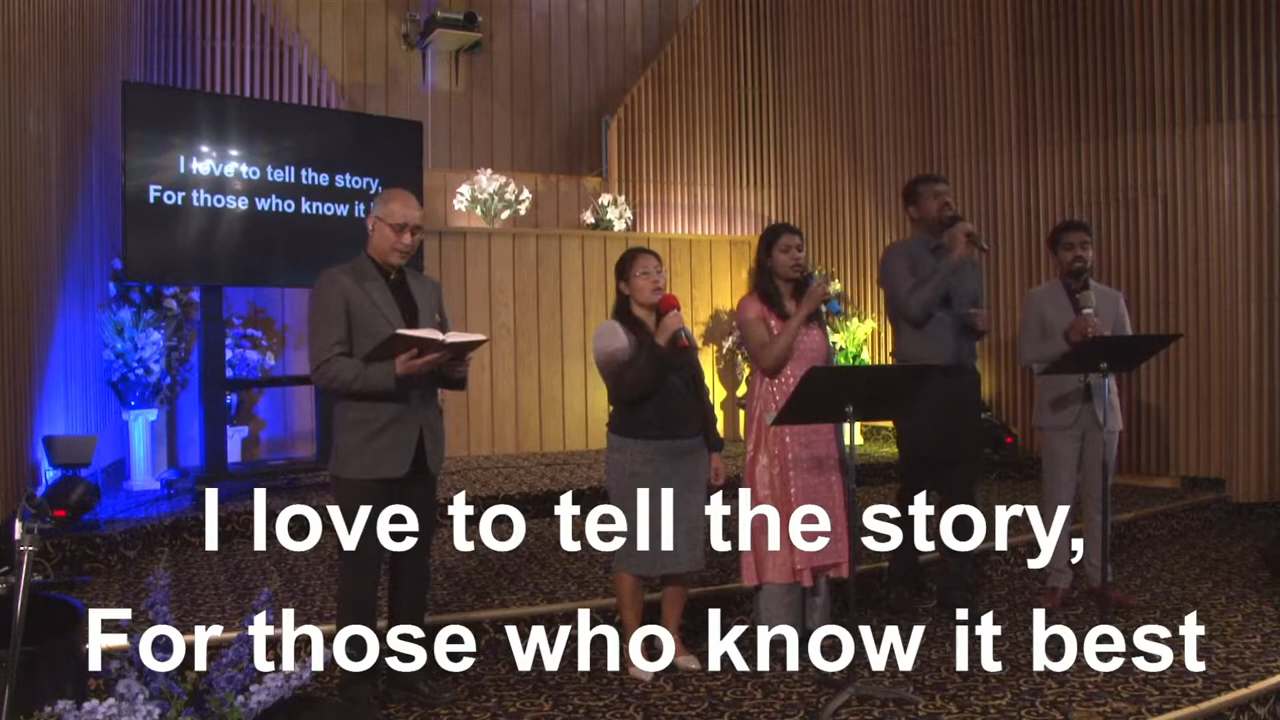 I love to tell the story,
For those who know it
I love to tell the story,
For those who know it best